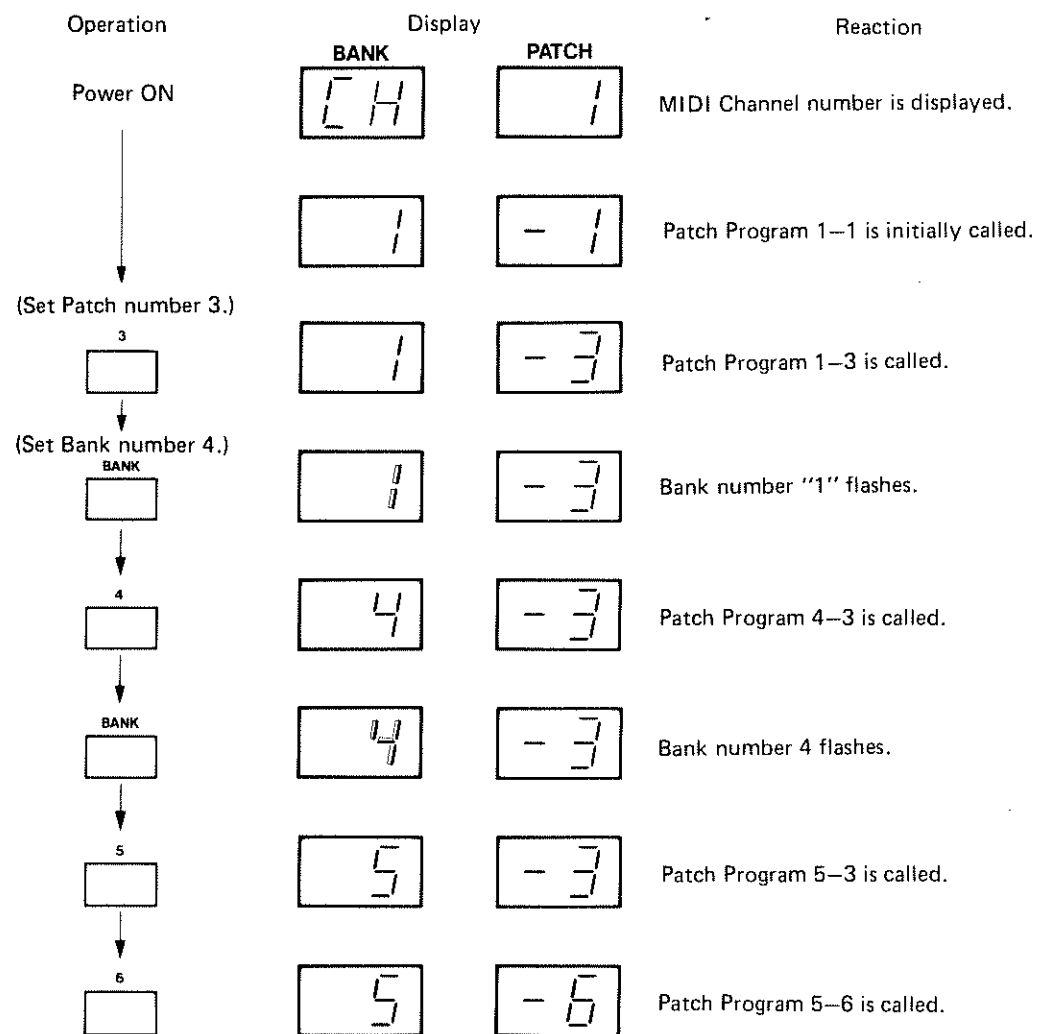 Operation Display Reaction
BANK PATCH
Power ON CH 1 MIDI Channel number is displayed.
1 - 1 Patch Program 1—1 is initially called.
(Set Patch number 3.)
3
1 - 3 Patch Program 1—3 is called.
(Set Bank number 4.)
BANK
1 - 3 Bank number "1" flashes.
4
4 - 3 Patch Program 4—3 is called.
BANK
4 - 3 Bank number 4 flashes.
5
5 - 3 Patch Program 5—3 is called.
6
5 - 6 Patch Program 5—6 is called.